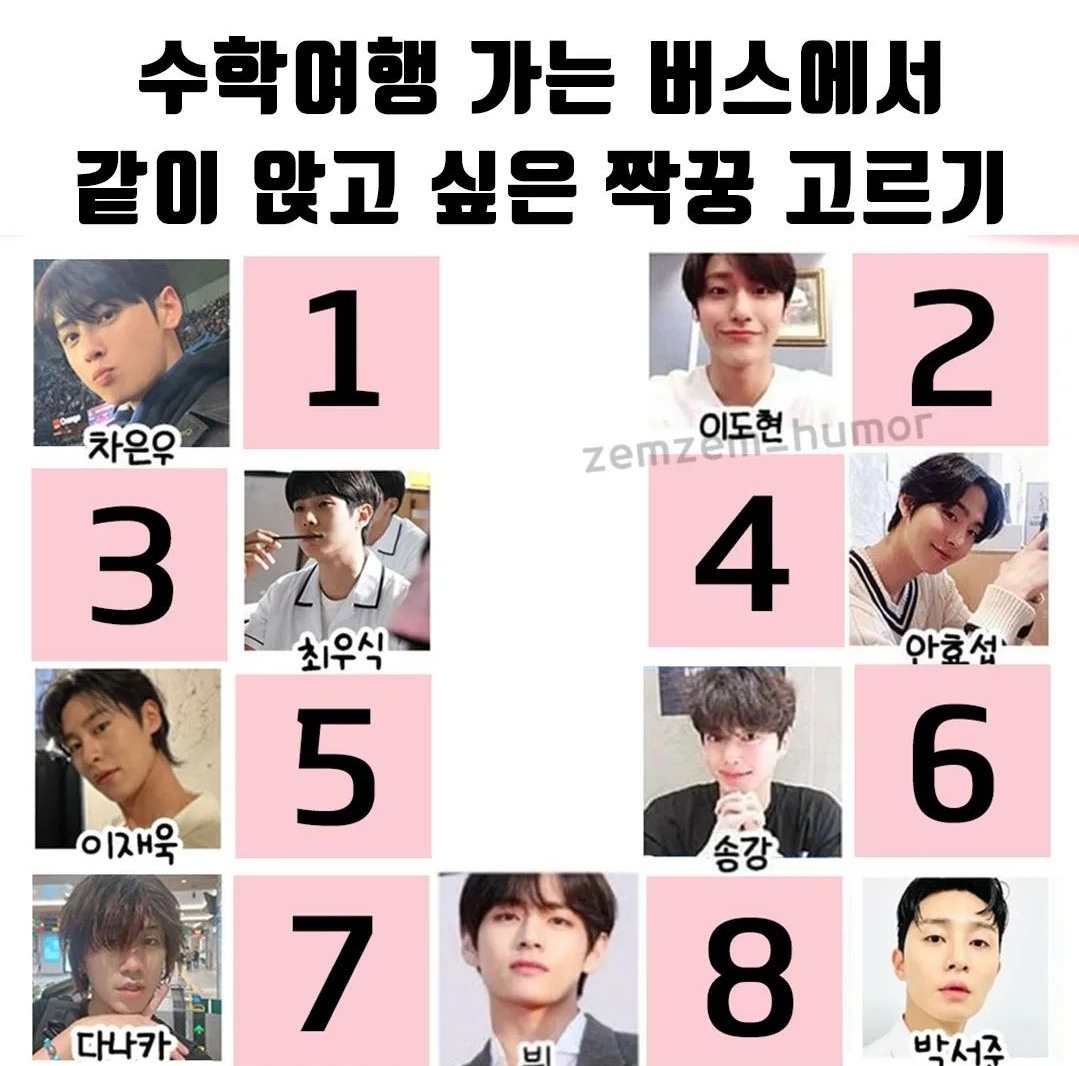 수학여행 가는 버스에서
같이 앉고 싶은 짝꿍 고르기
1
2
차은우
이도현
zemzem_humor
3
4
최우식
안효섭
5
6
이재욱
송강
7
8
다나카
뷔
박서준